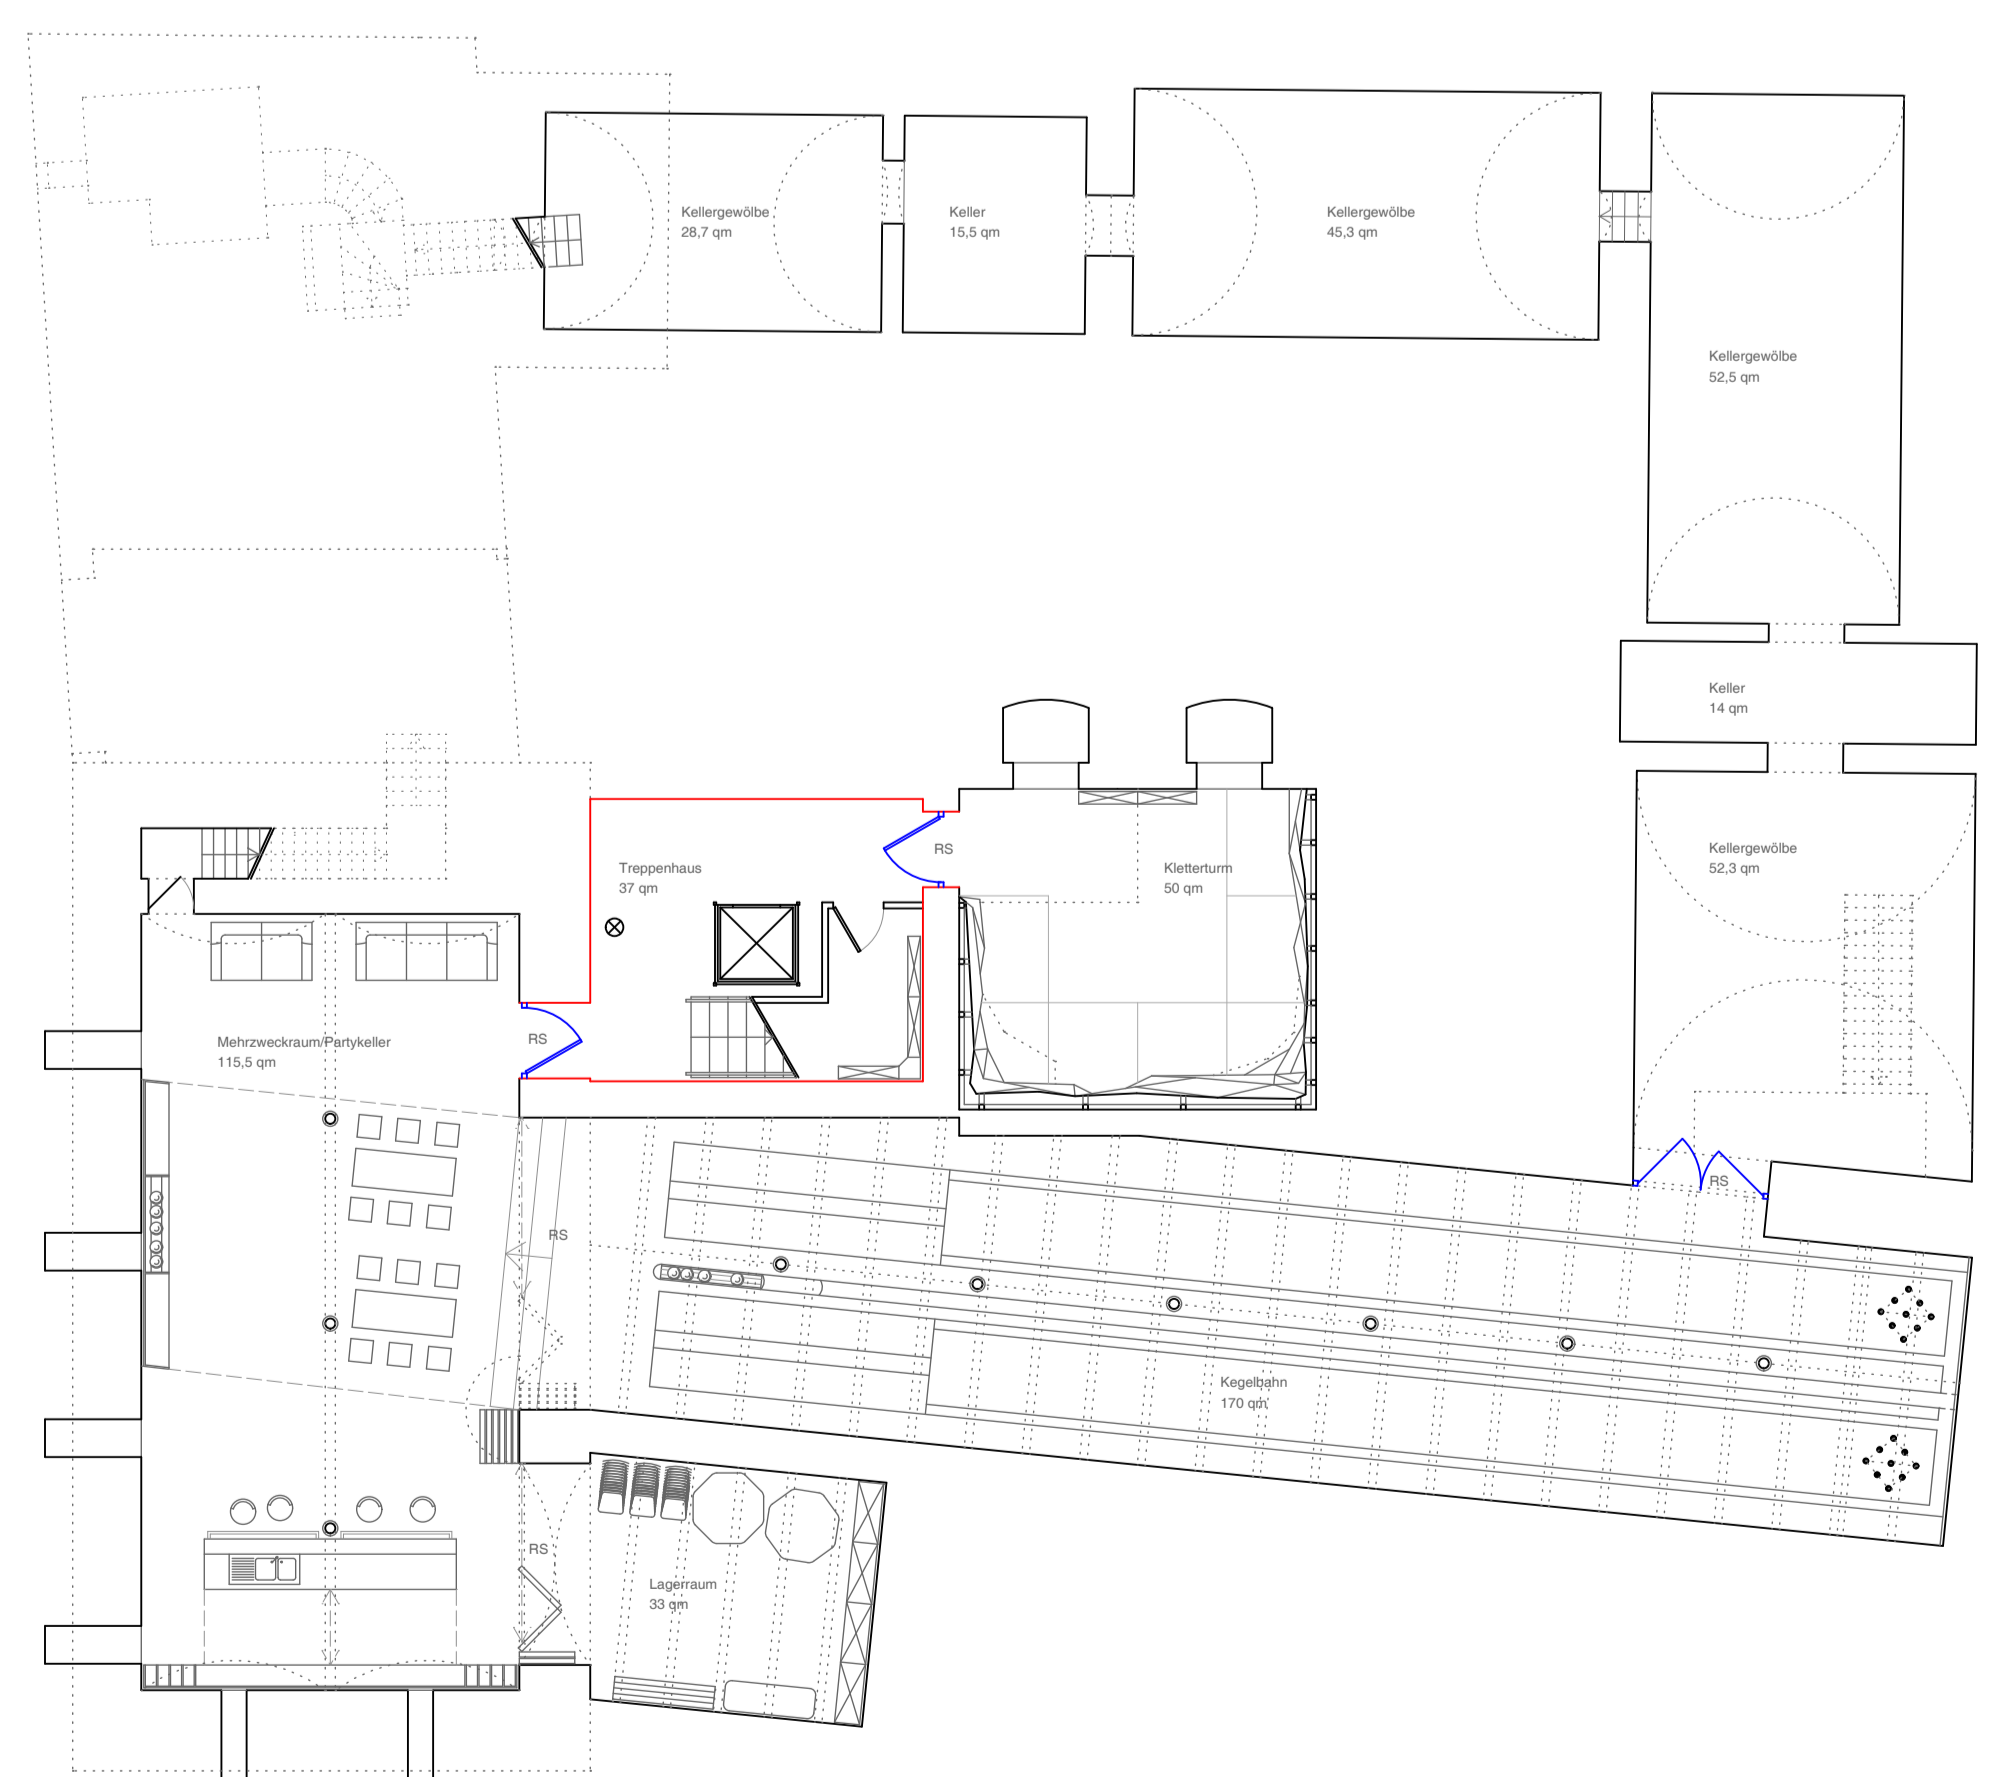 Kellergewölbe
28,7 qm
Keller
15,5 qm
Kellergewölbe
45,3 qm
Kellergewölbe
52,5 qm
Keller
14 qm
Kellergewölbe
52,3 qm
RS
Treppenhaus
37 qm
RS
Kletterturm
50 qm
Mehrzweckraum/Partykeller
115,5 qm
RS
RS
Kegelbahn
170 qm
RS
Lagerraum
33 qm